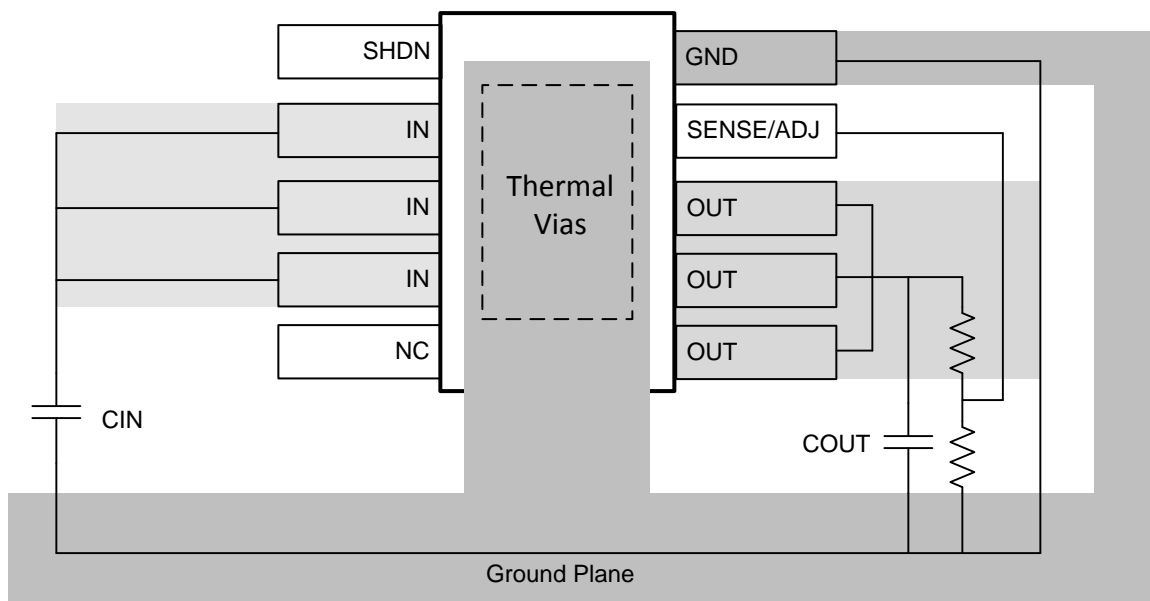 SHDN
GND
IN
SENSE/ADJ
IN
Thermal
Vias
OUT
IN
OUT
NC
OUT
CIN
COUT
Ground Plane